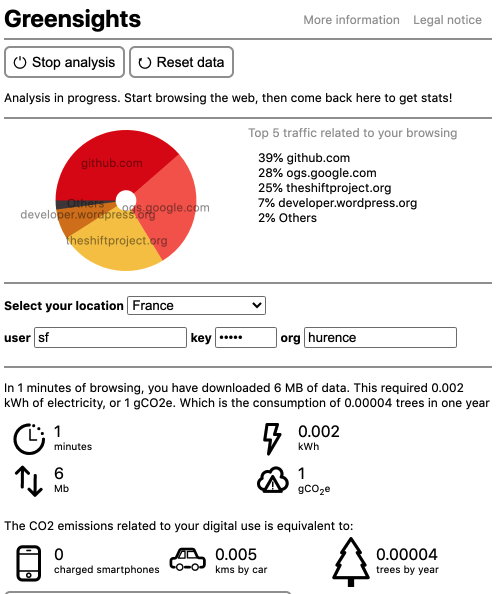 Greensights
More information Legal notice
Stop analysis Reset data
Analysis in progress. Start browsing the web, then come back here to get stats!
Top 5 traffic related to your browsing
39% github.com
28% ogs.google.com
25% theshiftproject.org
7% developer.wordpress.org
2% Others
github.com
Others
ogs.google.com
developer.wordpress.org
theshiftproject.org
Select your location France
user sf key ••••• org hurence
In 1 minutes of browsing, you have downloaded 6 MB of data. This required 0.002
kWh of electricity, or 1 gCO2e. Which is the consumption of 0.00004 trees in one year
1
minutes
0.002
kWh
6
Mb
1
gCO₂e
The CO2 emissions related to your digital use is equivalent to:
0
charged smartphones
0.005
kms by car
0.00004
trees by year